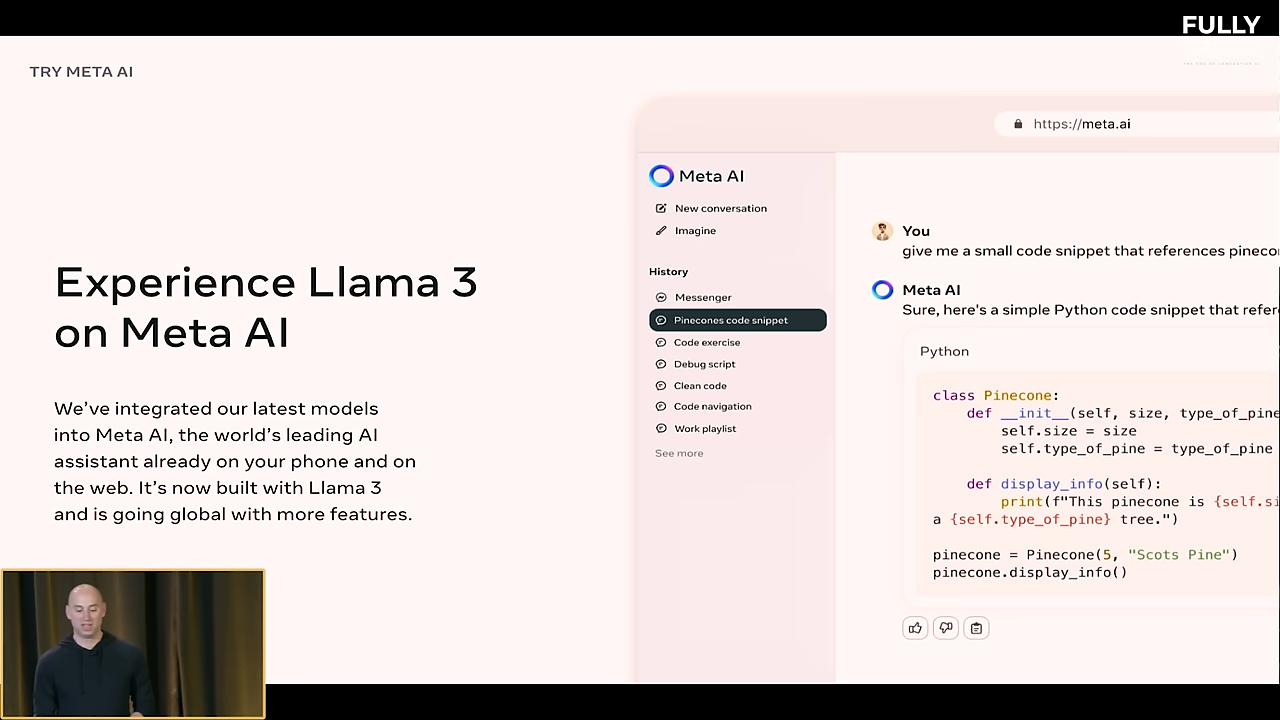 FULLY
TRY META AI
https://meta.ai
Experience Llama 3
on Meta AI
We've integrated our latest models
into Meta AI, the world's leading AI
assistant already on your phone and on
the web. It's now built with Llama 3
and is going global with more features.
Meta AI
New conversation
Imagine
History
Messenger
Pinecones code snippet
Code exercise
Debug script
Clean code
Code navigation
Work playlist
See more
You
give me a small code snippet that references pineco
Meta AI
Sure, here's a simple Python code snippet that refer
Python
class Pinecone:
def __init__(self, size, type_of_pine
self.size = size
self.type_of_pine = type_of_pine
def display_info(self):
print(f"This pinecone is {self.si
a {self.type_of_pine} tree.")
pinecone = Pinecone(5, "Scots Pine")
pinecone.display_info()